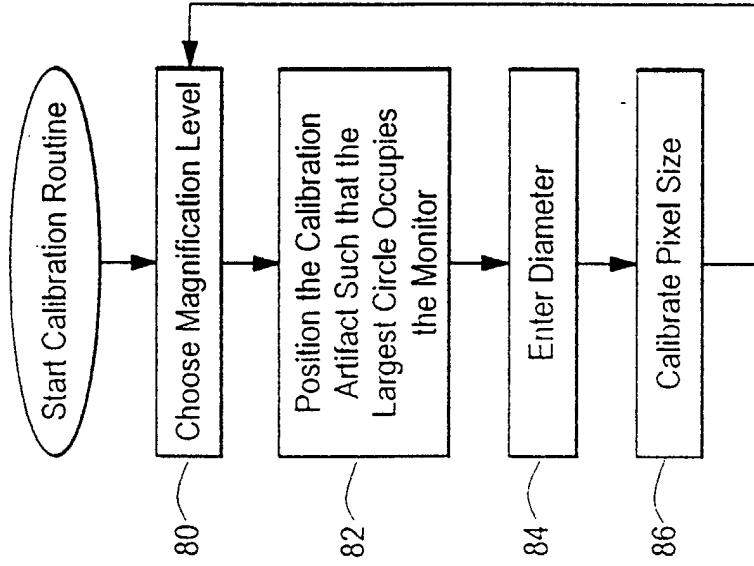 Start Calibration Routine
80
Choose Magnification Level
82
Position the Calibration
Artifact Such that the
Largest Circle Occupies
the Monitor
84
Enter Diameter
86
Calibrate Pixel Size